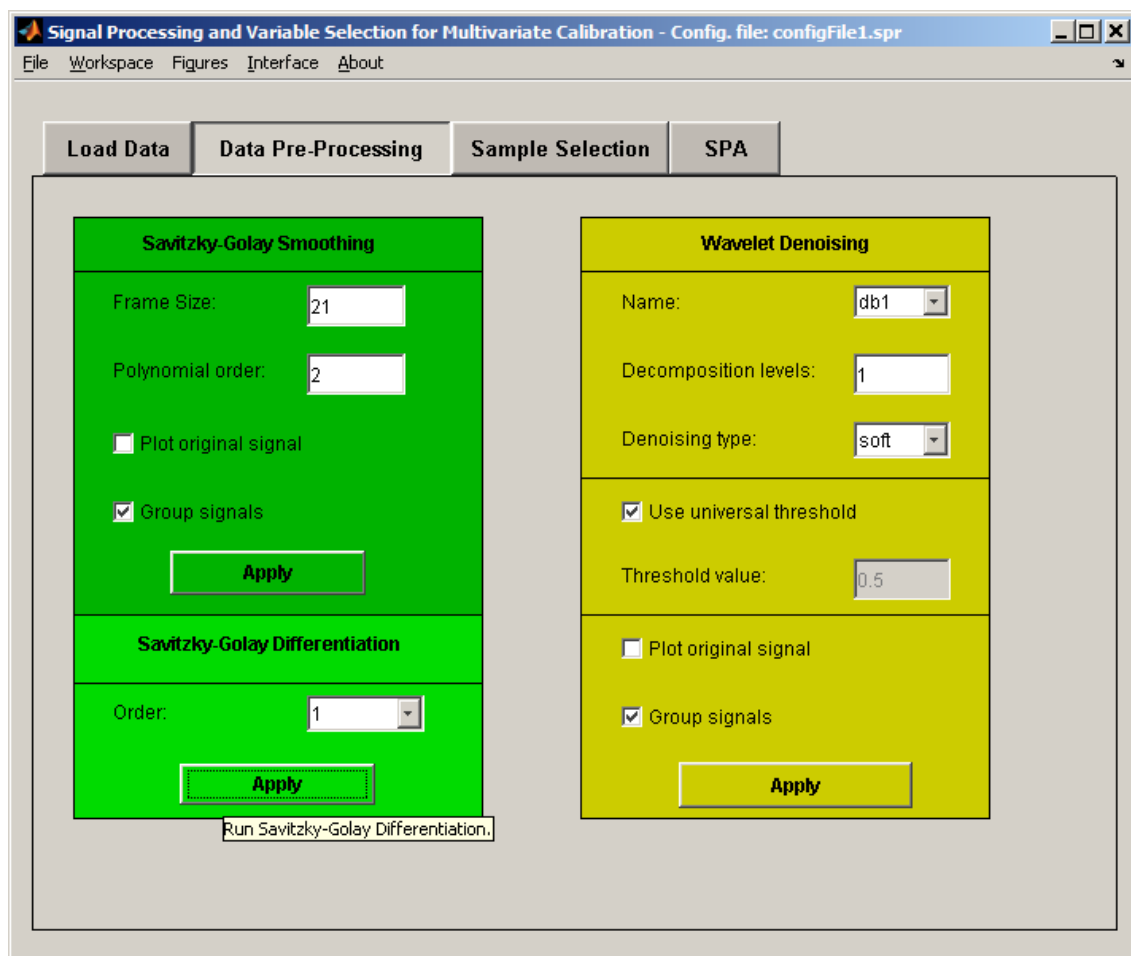 Signal Processing and Variable Selection for Multivariate Calibration - Config. file: configFile1.spr
File Workspace Figures Interface About
Load Data Data Pre-Processing Sample Selection SPA
Savitzky-Golay Smoothing
Frame Size: 21
Polynomial order: 2
Plot original signal
Group signals
Apply
Savitzky-Golay Differentiation
Order: 1
Apply
Run Savitzky-Golay Differentiation.
Wavelet Denoising
Name: db1
Decomposition levels: 1
Denoising type: soft
Use universal threshold
Threshold value: 0.5
Plot original signal
Group signals
Apply